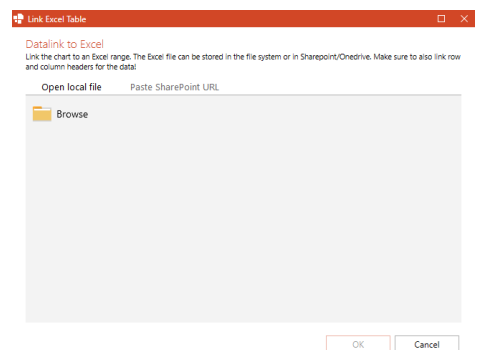 Link Excel Table
Datalink to Excel
Link the chart to an Excel range. The Excel file can be stored in the file system or in Sharepoint/Onedrive. Make sure to also link row
and column headers for the data!
Open local file Paste SharePoint URL
Browse
OK Cancel